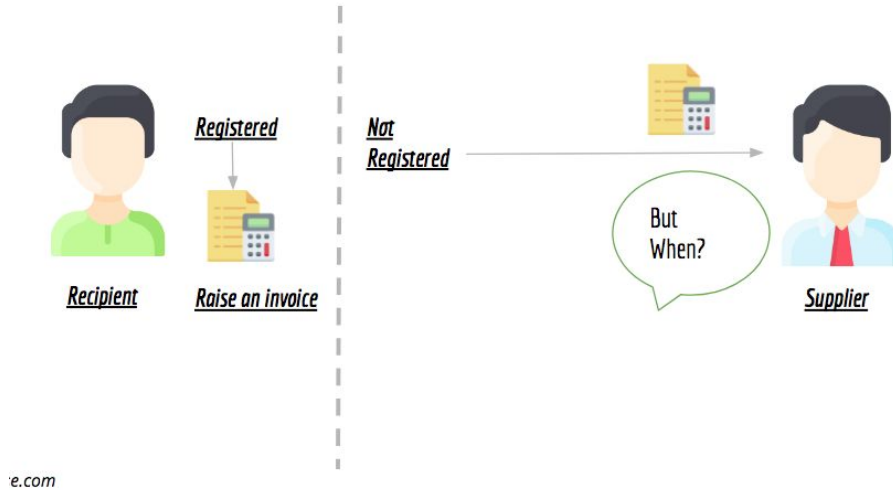 Registered
Not
Registered
But
When?
Recipient
Raise an invoice
Supplier
e.com